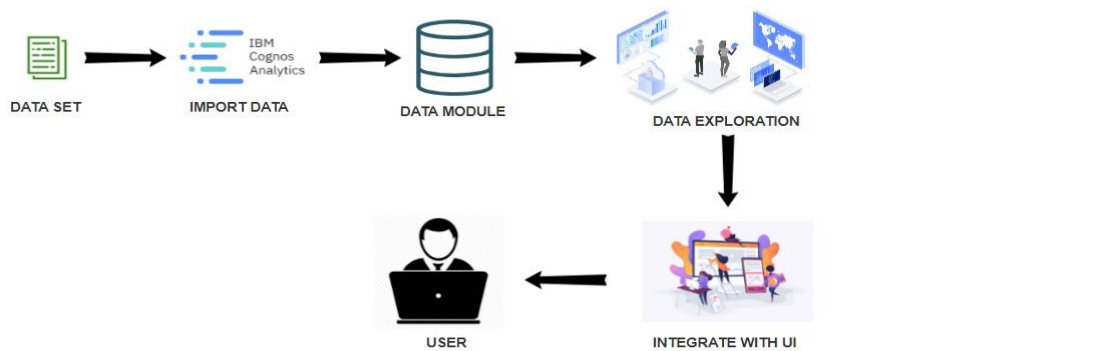 IBM
Cognos
Analytics
DATA SET
IMPORT DATA
DATA MODULE
DATA EXPLORATION
USER
INTEGRATE WITH UI